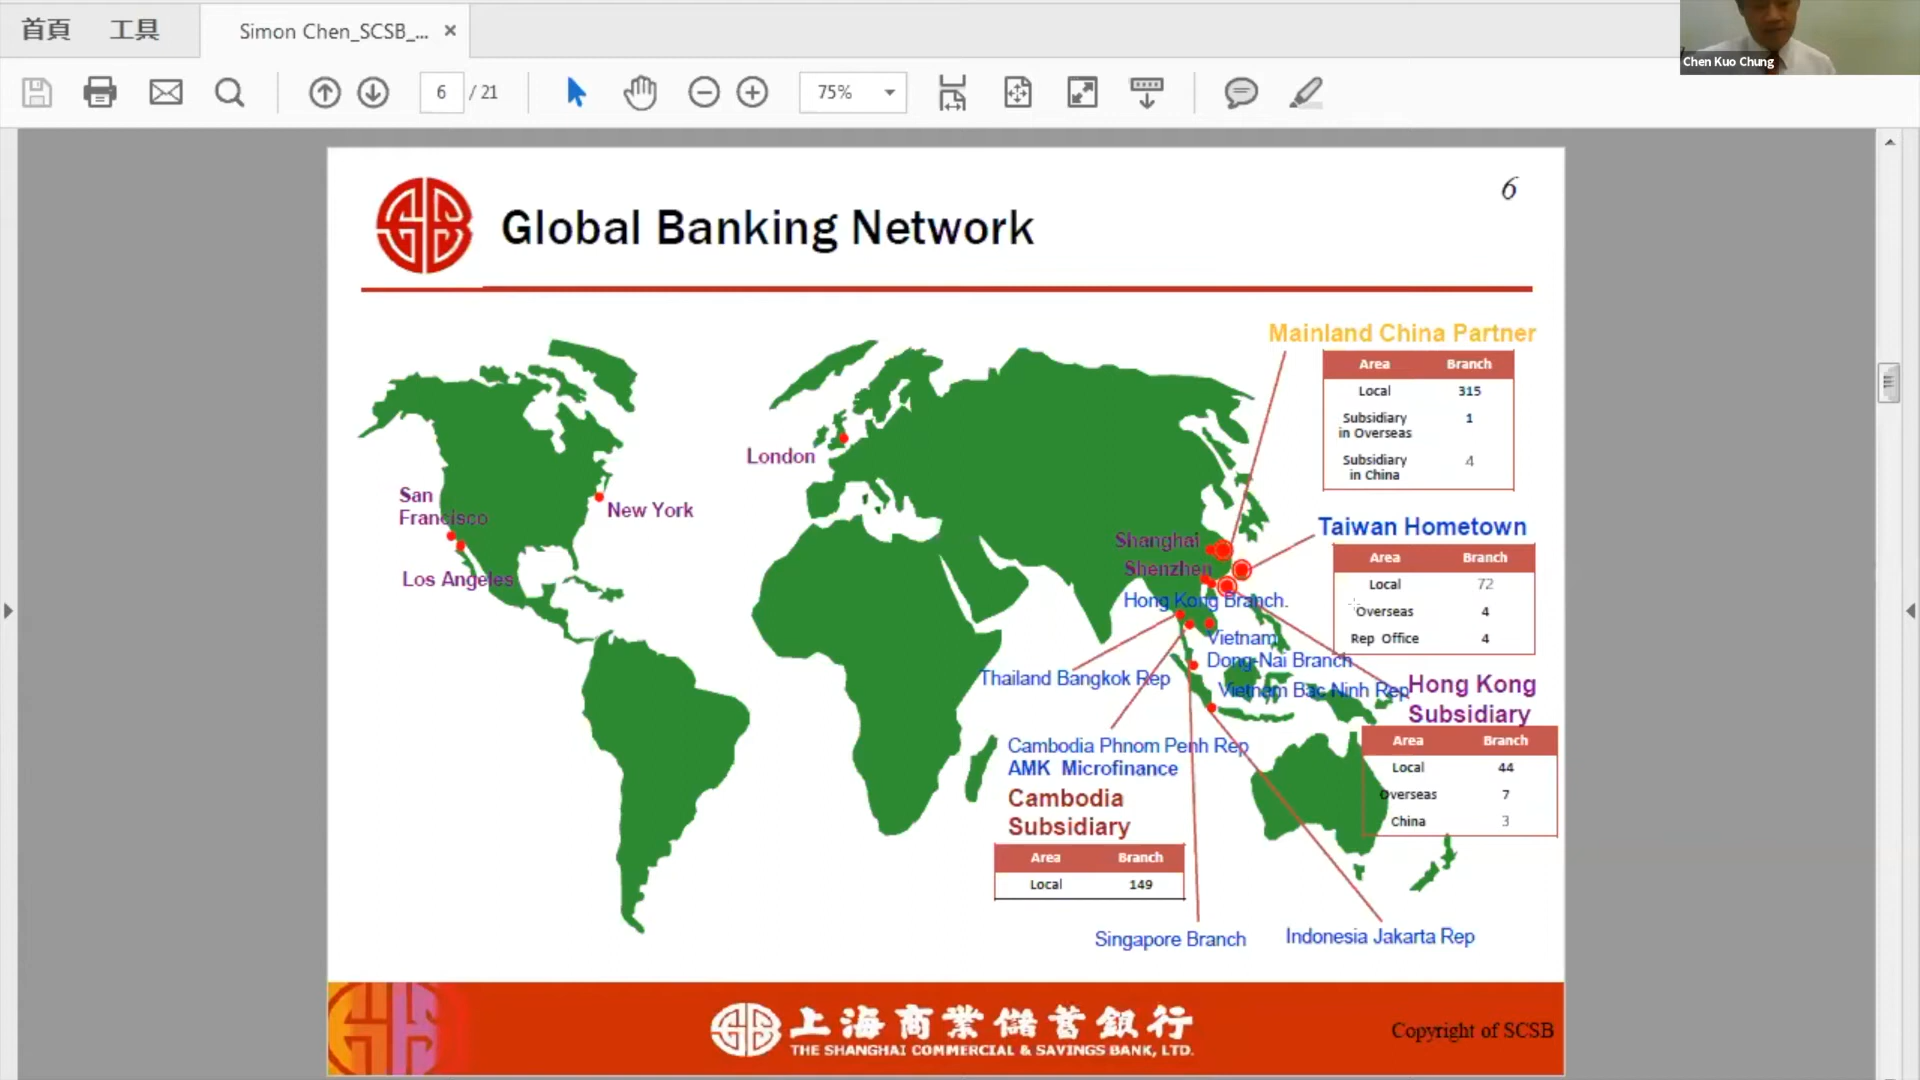 首頁
工具
Simon Chen_SCSB_...
Chen Kuo Chung
6 / 21
75%
6
Global Banking Network
Mainland China Partner
Area Branch
Local 315
Subsidiary in Overseas 1
Subsidiary in China 4
London
San
Francisco
New York
Los Angeles
Shanghai
Shenzhen
Hong Kong Branch.
Taiwan Hometown
Area Branch
Local 72
Overseas 4
Rep Office 4
Vietnam
Dong-Nai Branch
Thailand Bangkok Rep
Vietnam Bac Ninh Rep
Hong Kong
Subsidiary
Area Branch
Local 44
Overseas 7
China 3
Cambodia Phnom Penh Rep
AMK Microfinance
Cambodia
Subsidiary
Area Branch
Local 149
Singapore Branch
Indonesia Jakarta Rep
上海商業儲蓄銀行
THE SHANGHAI COMMERCIAL & SAVINGS BANK, LTD.
Copyright of SCSB